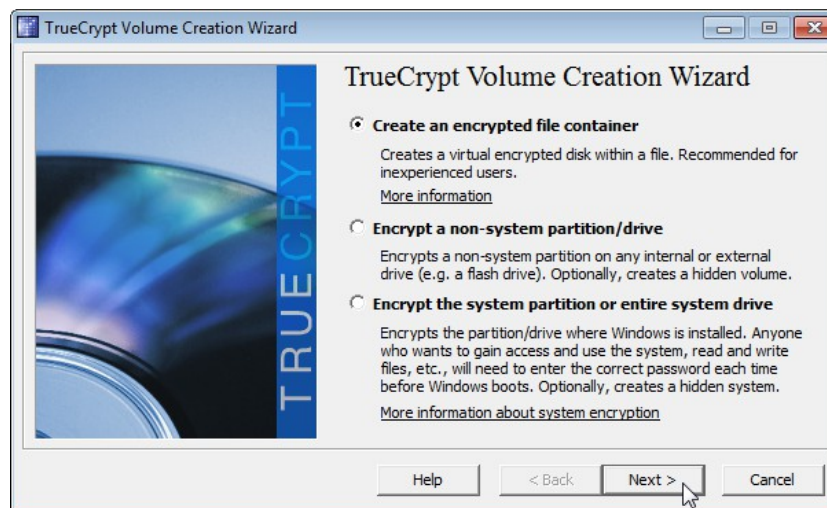 TrueCrypt Volume Creation Wizard
TRUECRYPT
TrueCrypt Volume Creation Wizard
Create an encrypted file container
Creates a virtual encrypted disk within a file. Recommended for
inexperienced users.
More information
Encrypt a non-system partition/drive
Encrypts a non-system partition on any internal or external
drive (e.g. a flash drive). Optionally, creates a hidden volume.
Encrypt the system partition or entire system drive
Encrypts the partition/drive where Windows is installed. Anyone
who wants to gain access and use the system, read and write
files, etc., will need to enter the correct password each time
before Windows boots. Optionally, creates a hidden system.
More information about system encryption
Help
< Back
Next >
Cancel